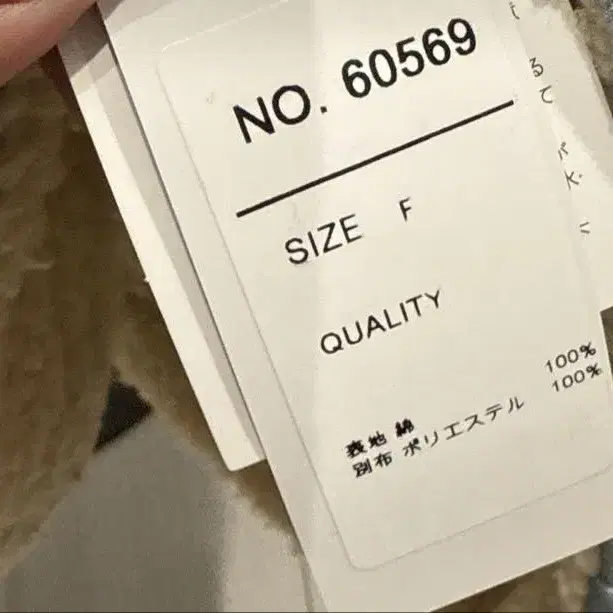 NO. 60569
SIZE F
QUALITY
表地 綿 100%
別布 ポリエステル 100%